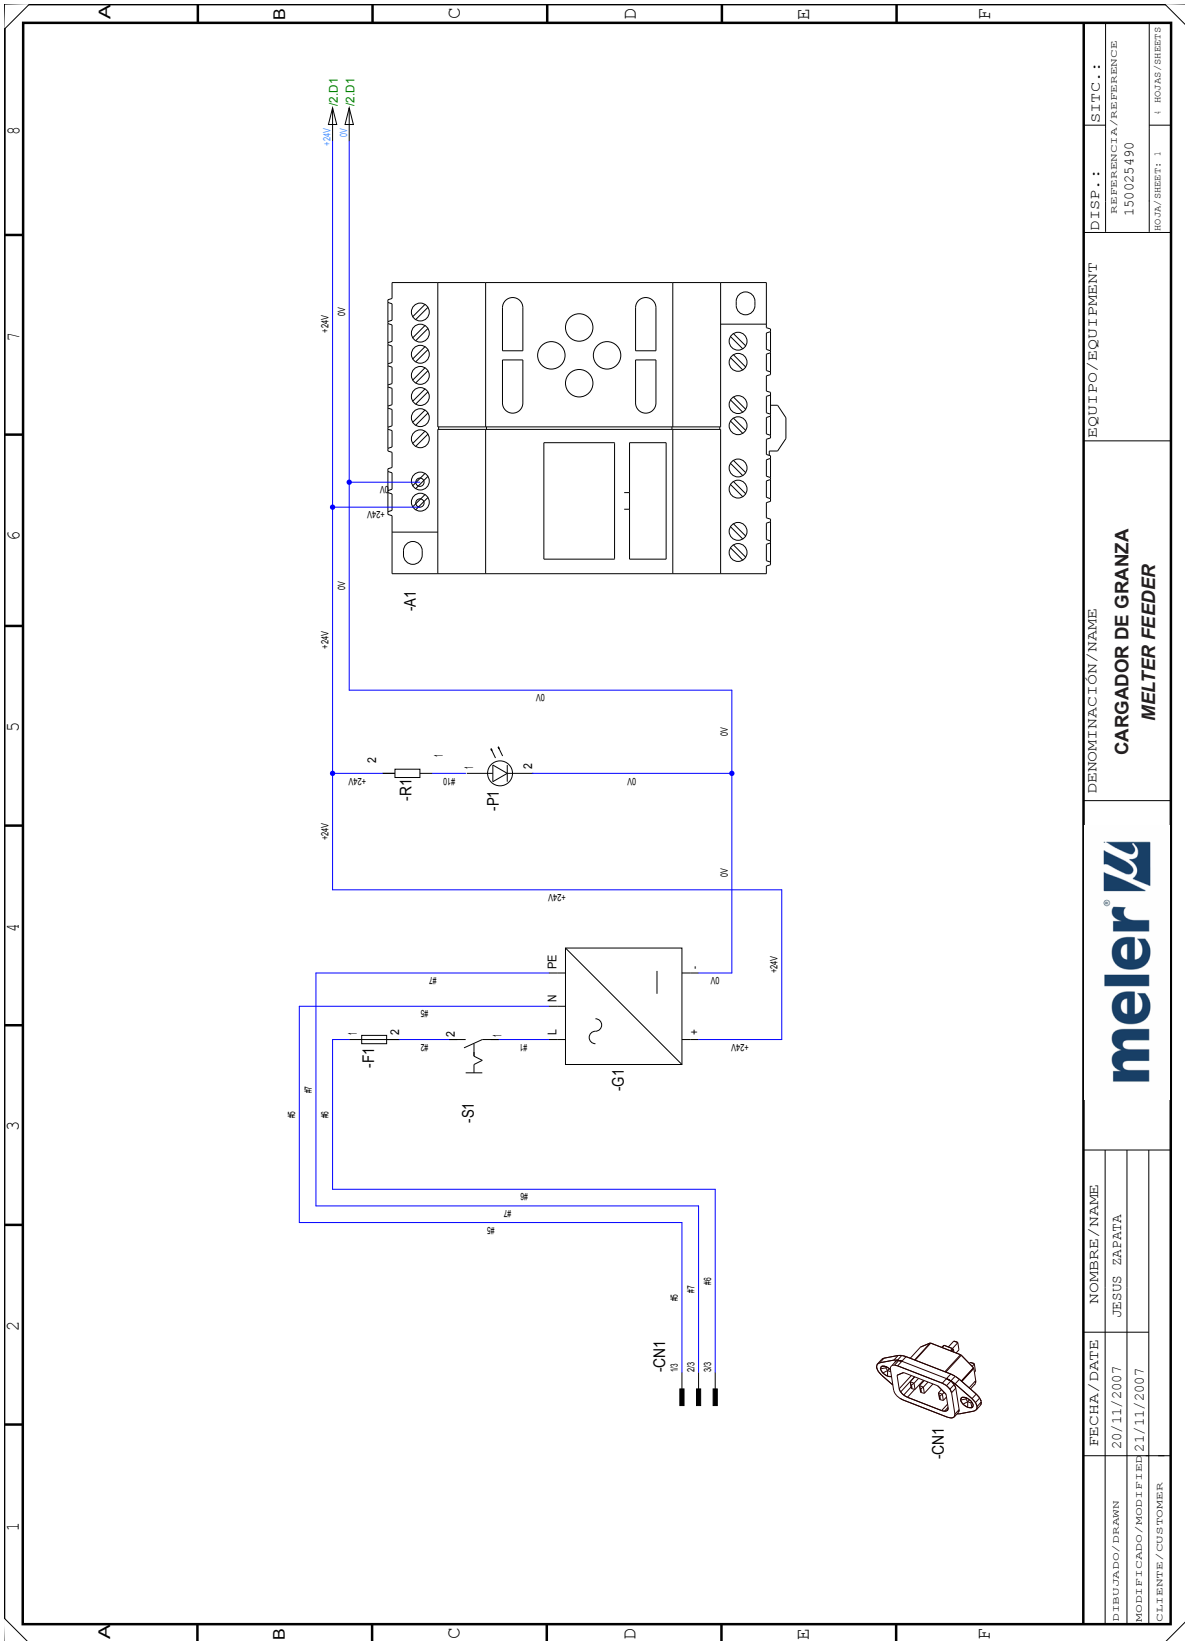 1 2 3 4 5 6 7 8
A A
B B
C C
D D
E E
F F
+24V /2.D1
0V /2.D1
#5 #7 #6 +24V +24V +24V
0V 0V
-F1 1 2
#2
-S1 2 1
#1
#5
#7
L N PE
-G1
+ -
+24V
0V
+24V
+24V
0V
+24V
-R1 2 1
#10
-P1 1 2
0V
0V
0V
+24V
0V
-A1
#6
#7
#5
-CN1
1/3 #5
2/3 #7
3/3 #6
-CN1
DIBUJADO/DRAWN
MODIFICADO/MODIFIED
CLIENTE/CUSTOMER
FECHA/DATE
20/11/2007
21/11/2007
NOMBRE/NAME
JESUS ZAPATA
meler®
DENOMINACIÓN/NAME
CARGADOR DE GRANZA
MELTER FEEDER
EQUIPO/EQUIPMENT
DISP.: SITC.:
REFERENCIA/REFERENCE
150025490
HOJA/SHEET: 1
4 HOJAS/SHEETS